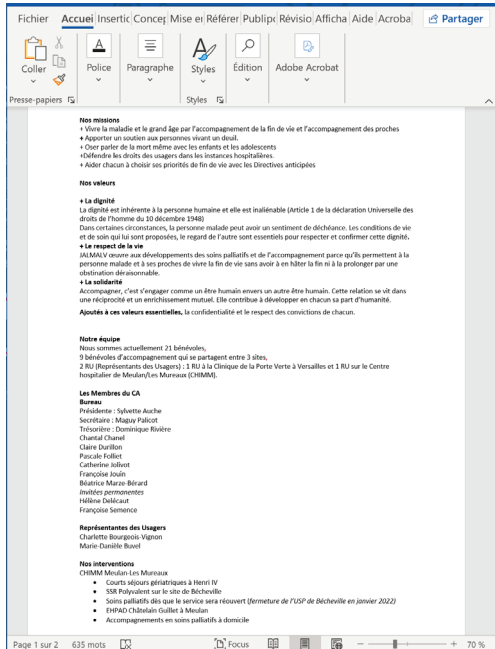 Fichier Accuei Insertic Concep Mise en Référer Publipc Révisio Afficha Aide Acroba Partager
Coller Police Paragraphe Styles Édition Adobe Acrobat
Presse-papiers Styles
Nos missions
+ Vivre la maladie et le grand âge par l'accompagnement de la fin de vie et l'accompagnement des proches
+ Apporter un soutien aux personnes vivant un deuil.
+ Oser parler de la mort même avec les enfants et les adolescents
+Défendre les droits des usagers dans les instances hospitalières.
+ Aider chacun à choisir ses priorités de fin de vie avec les Directives anticipées
Nos valeurs
+ La dignité
La dignité est inhérente à la personne humaine et elle est inaliénable (Article 1 de la déclaration Universelle des
droits de l'homme du 10 décembre 1948)
Dans certaines circonstances, la personne malade peut avoir un sentiment de déchéance. Les conditions de vie
et de soin qui lui sont proposées, le regard de l'autre sont essentiels pour respecter et confirmer cette dignité.
+ Le respect de la vie
JALMALV œuvre aux développements des soins palliatifs et de l'accompagnement parce qu'ils permettent à la
personne malade et à ses proches de vivre la fin de vie sans avoir à en hâter la fin ni à la prolonger par une
obstination déraisonnable.
+ La solidarité
Accompagner, c'est s'engager comme un être humain envers un autre être humain. Cette relation se vit dans
une réciprocité et un enrichissement mutuel. Elle contribue à développer en chacun sa part d'humanité.
Ajoutés à ces valeurs essentielles, la confidentialité et le respect des convictions de chacun.
Notre équipe
Nous sommes actuellement 21 bénévoles,
9 bénévoles d'accompagnement qui se partagent entre 3 sites,
2 RU (Représentants des Usagers) : 1 RU à la Clinique de la Porte Verte à Versailles et 1 RU sur le Centre
hospitalier de Meulan/Les Mureaux (CHIMM).
Les Membres du CA
Bureau
Présidente : Sylvette Auche
Secrétaire : Maguy Palicot
Trésorière : Dominique Rivière
Chantal Chanel
Claire Durillon
Pascale Folliet
Catherine Jolivot
Françoise Jouin
Béatrice Marze-Bérard
Invitées permanentes
Hélène Delécaut
Françoise Semence
Représentantes des Usagers
Charlette Bourgeois-Vignon
Marie-Danièle Buvel
Nos interventions
CHIMM Meulan-Les Mureaux
• Courts séjours gériatriques à Henri IV
• SSR Polyvalent sur le site de Bécheville
• Soins palliatifs dès que le service sera réouvert (fermeture de l'USP de Bécheville en janvier 2022)
• EHPAD Châtelain Guillet à Meulan
• Accompagnements en soins palliatifs à domicile
Page 1 sur 2 635 mots Focus 70 %